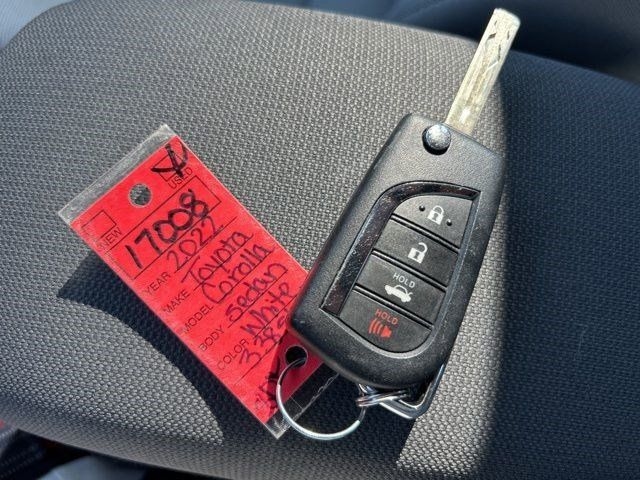 NEW
USED
17008
YEAR 2022
MAKE Toyota
MODEL Corolla
BODY Sedan
COLOR White
HOLD
HOLD